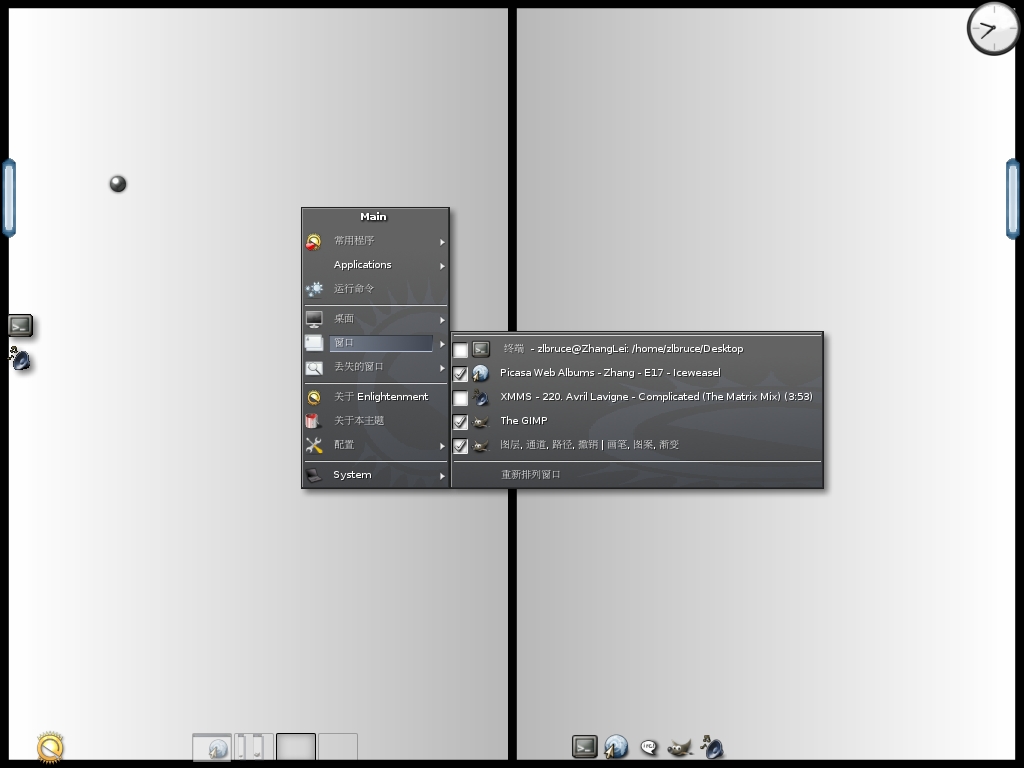 Main
常用程序
Applications
运行命令
桌面
窗口
丢失的窗口
关于 Enlightenment
关于本主题
配置
System
终端 - zlbruce@ZhangLei: /home/zlbruce/Desktop
Picasa Web Albums - Zhang - E17 - Iceweasel
XMMS - 220. Avril Lavigne - Complicated (The Matrix Mix) (3:53)
The GIMP
图层, 通道, 路径, 撤销 | 画笔, 图案, 渐变
重新排列窗口